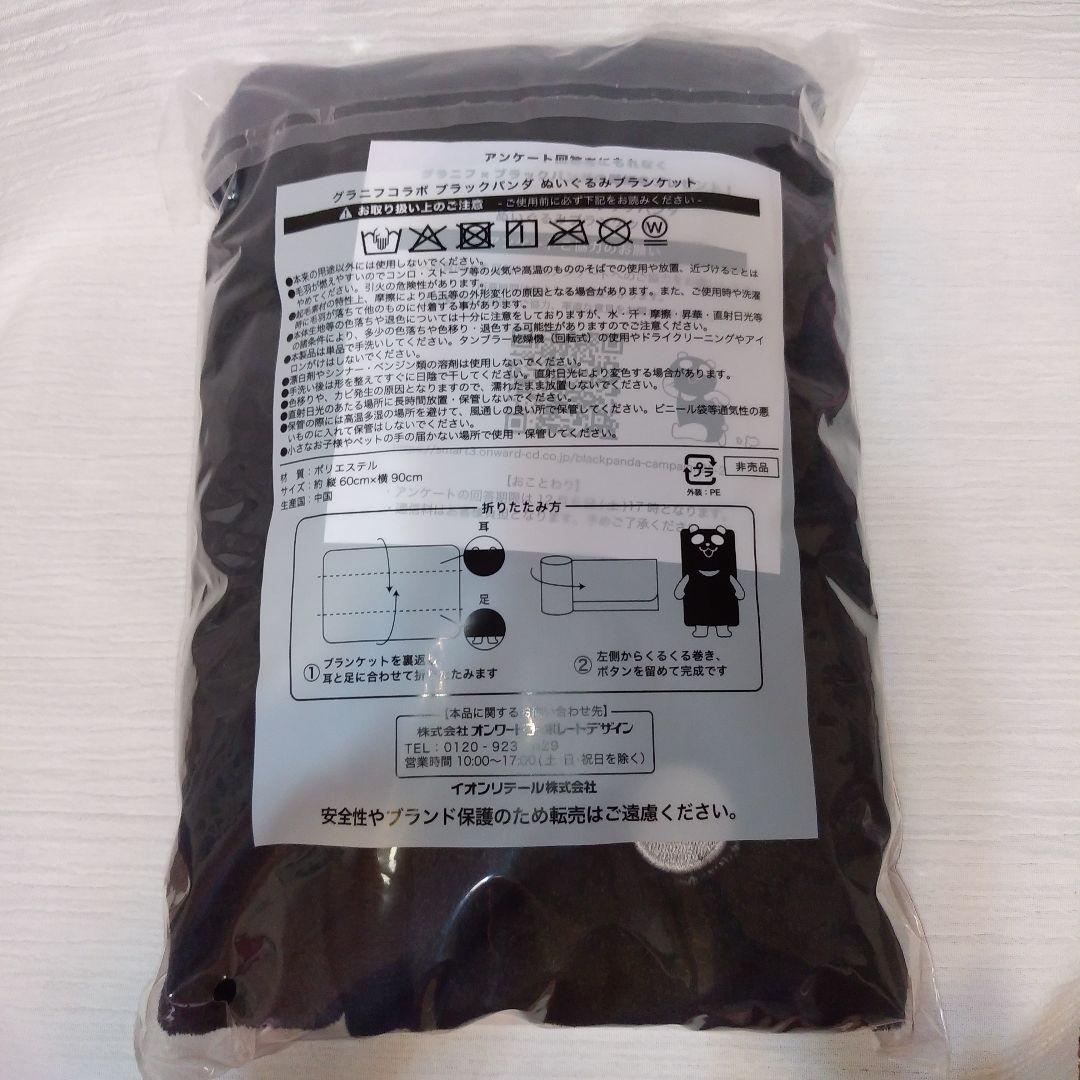 アンケート回答
グラニフコラボ ブラックパンダ ぬいぐるみブランケット
お取り扱い上のご注意 -ご使用前に必ず下記をお読みください-
W
●本来の用途以外には使用しないでください。
●毛羽が燃えやすいのでコンロ・ストーブ等の火気や高温のもののそばでの使用や放置、近づけることは
やめてください。引火の危険性があります。
●起毛素材の特性上、摩擦により毛玉等の外形変化の原因となる場合があります。また、ご使用時や洗濯
時に毛羽が落ちて他のものに付着する事があります。
●本体生地等の色落ちや退色については十分に注意をしておりますが、水・汗・摩擦・昇華・直射日光等
の諸条件により、多少の色落ちや色移り・退色する可能性がありますのでご注意ください。
●本製品は単品で手洗いしてください。タンブラー乾燥機(回転式)の使用やドライクリーニングやアイ
ロンがけはしないでください。
●漂白剤やシンナー・ベンジン類の溶剤は使用しないでください。
●手洗い後は形を整えてすぐに日陰で干してください。直射日光により変色する場合があります。
●色移りや、カビ発生の原因となりますので、濡れたまま放置しないでください。
●直射日光のあたる場所に長時間放置・保管しないでください。
●保管の際には高温多湿の場所を避けて、風通しの良い所で保管してください。ビニール袋等通気性の悪
いものに入れて保管はしないでください。
●小さなお子様やペットの手の届かない場所で使用・保管してください。
smart3.onward-cd.co.jp/blackpanda-campa
材 質：ポリエステル
サイズ：約 縦 60cm×横 90cm
生産国：中国
プラ
外装：PE
非売品
【おことわり】
・アンケートの回答期間は12
17時となります。
予めご了承くださ
折りたたみ方
耳
足
① ブランケットを裏返
耳と足に合わせて折 たたみます
② 左側からくるくる巻き、
ボタンを留めて完成です
【本品に関するお問い合わせ先】
株式会社 オンワードコーポレートデザイン
TEL：0120-923
営業時間 10:00〜17:00(土・日・祝日を除く)
イオンリテール株式会社
安全性やブランド保護のため転売はご遠慮ください。